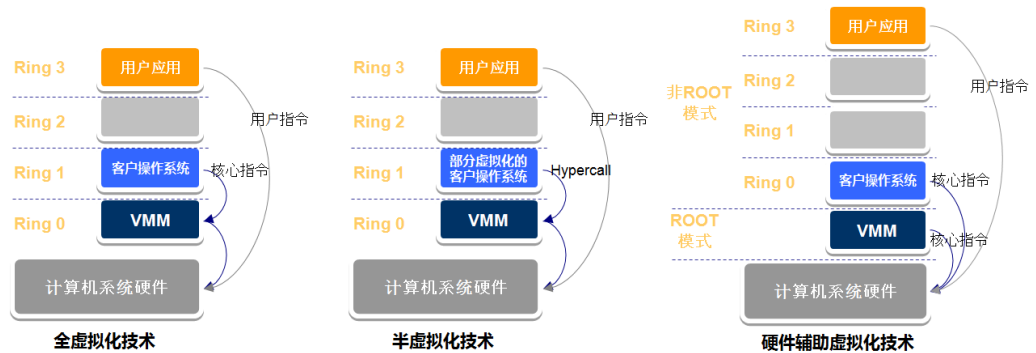 Ring 3
用户应用
Ring 2
用户指令
Ring 1
客户操作系统
核心指令
Ring 0
VMM
计算机系统硬件
全虚拟化技术
Ring 3
用户应用
Ring 2
用户指令
Ring 1
部分虚拟化的
客户操作系统
Hypercall
Ring 0
VMM
计算机系统硬件
半虚拟化技术
Ring 3
用户应用
非ROOT
模式
Ring 2
用户指令
Ring 1
Ring 0
客户操作系统
核心指令
ROOT
模式
VMM
核心指令
计算机系统硬件
硬件辅助虚拟化技术